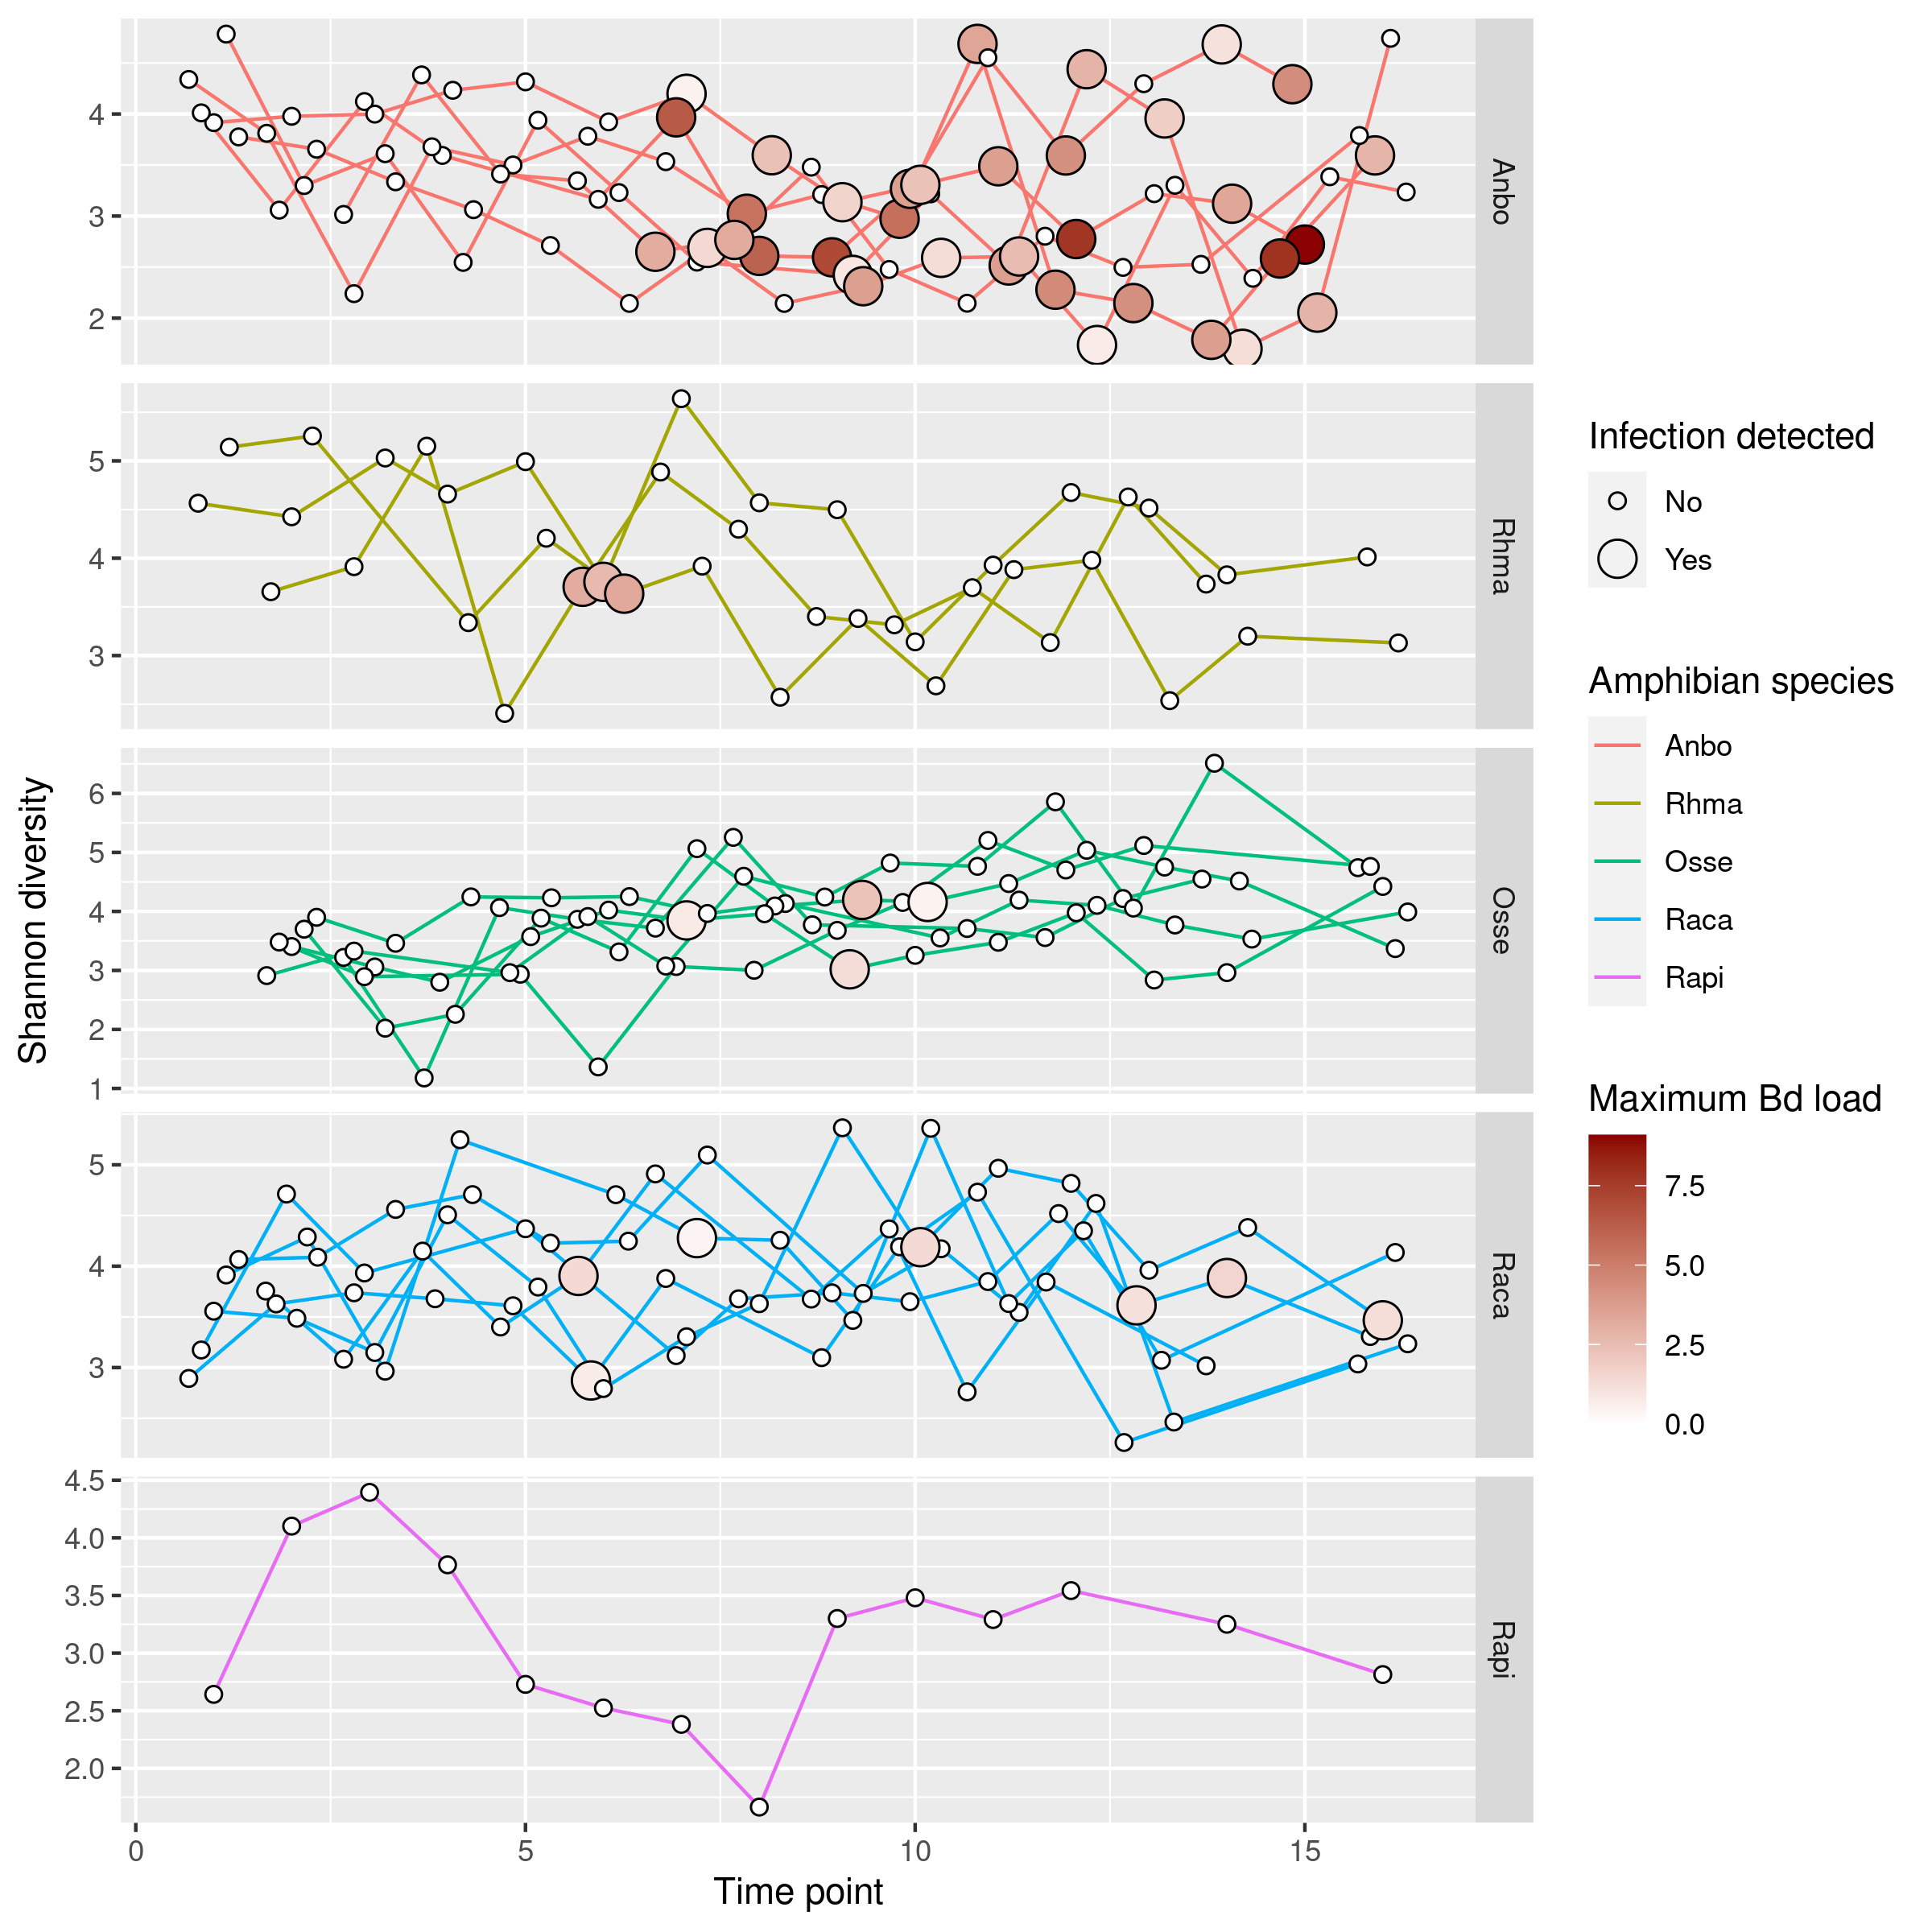 Shannon diversity
4
3
2
Anbo
5
4
3
Rhma
6
5
4
3
2
1
Osse
5
4
3
Raca
4.5
4.0
3.5
3.0
2.5
2.0
Rapi
0 5 10 15
Time point
Infection detected
No
Yes
Amphibian species
Anbo
Rhma
Osse
Raca
Rapi
Maximum Bd load
7.5
5.0
2.5
0.0